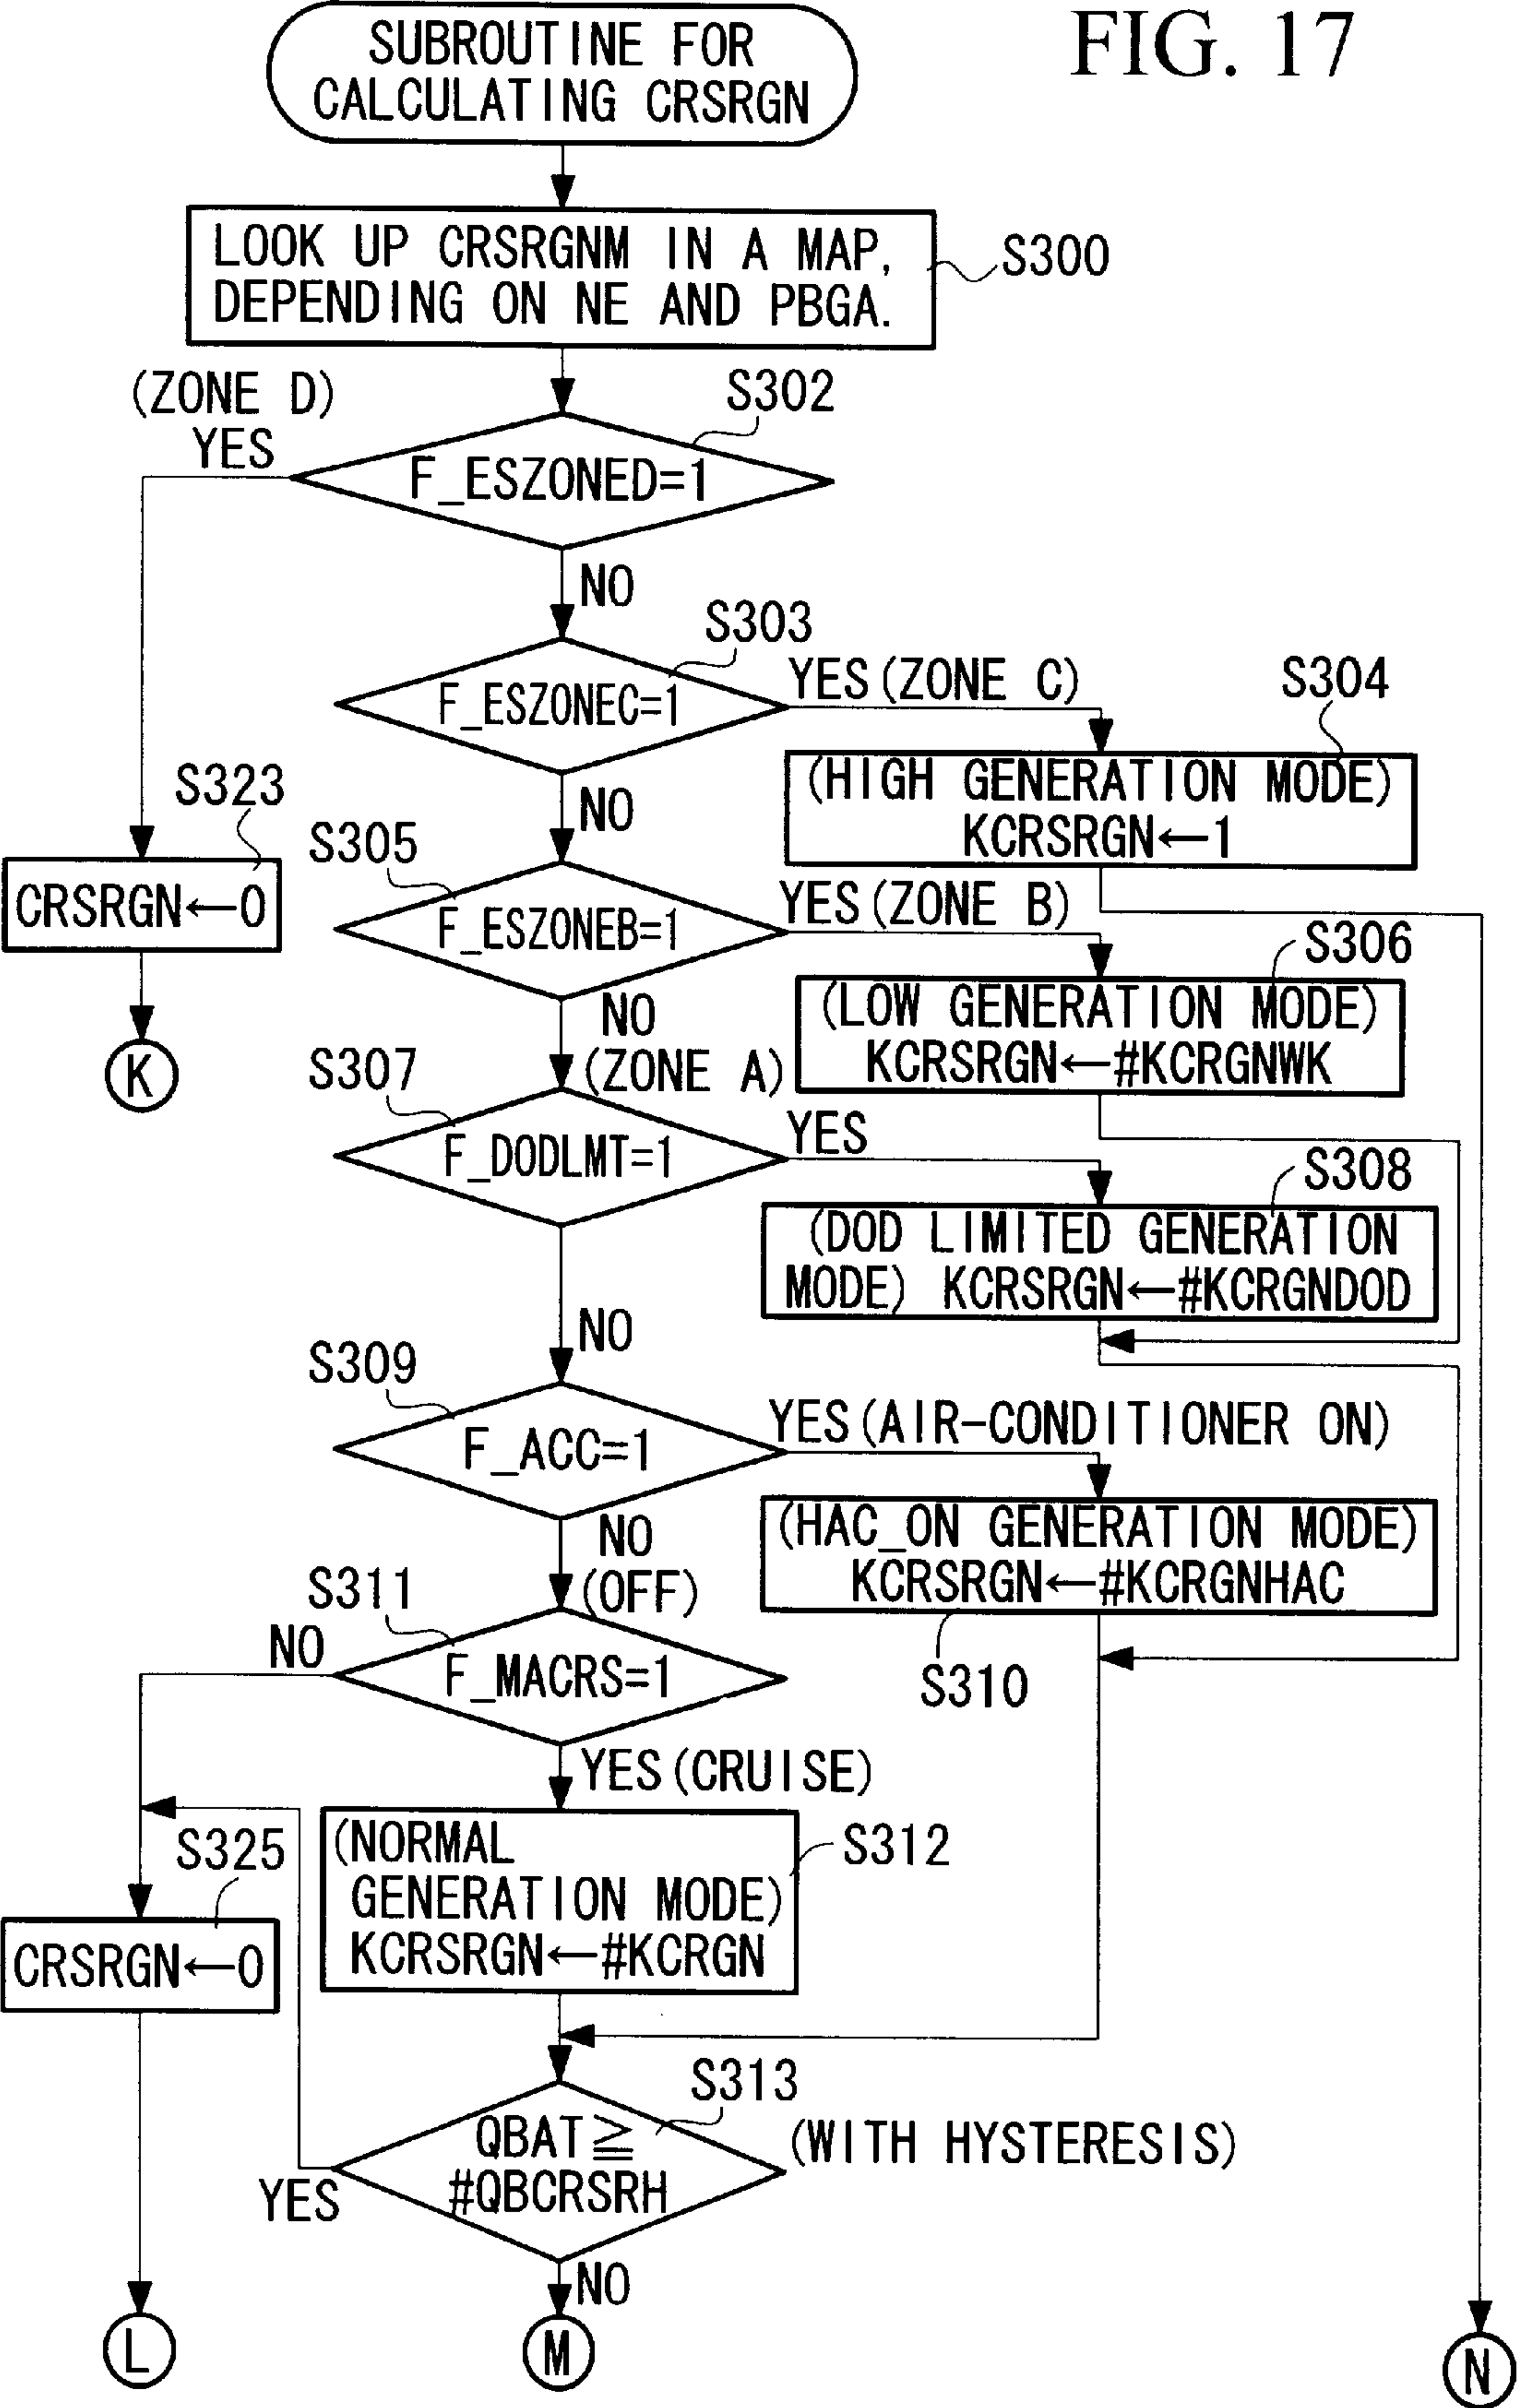 FIG. 17
SUBROUTINE FOR
CALCULATING CRSRGN
LOOK UP CRSRGNM IN A MAP,
DEPENDING ON NE AND PBGA.
S300
(ZONE D)
YES
S302
F_ESZONED=1
NO
S303
F_ESZONEC=1
YES(ZONE C)
S304
(HIGH GENERATION MODE)
KCRSRGN←1
NO
S323
CRSRGN←0
K
S305
F_ESZONEB=1
YES(ZONE B)
S306
(LOW GENERATION MODE)
KCRSRGN←#KCRGNWK
NO
(ZONE A)
S307
F_DODLMT=1
YES
S308
(DOD LIMITED GENERATION
MODE) KCRSRGN←#KCRGNDOD
NO
S309
F_ACC=1
YES(AIR-CONDITIONER ON)
(HAC_ON GENERATION MODE)
KCRSRGN←#KCRGNHAC
S310
NO
(OFF)
S311
NO
F_MACRS=1
YES(CRUISE)
S312
(NORMAL
GENERATION MODE)
KCRSRGN←#KCRGN
S325
CRSRGN←0
S313
QBAT≧
#QBCRSRH
(WITH HYSTERESIS)
YES
NO
L
M
N